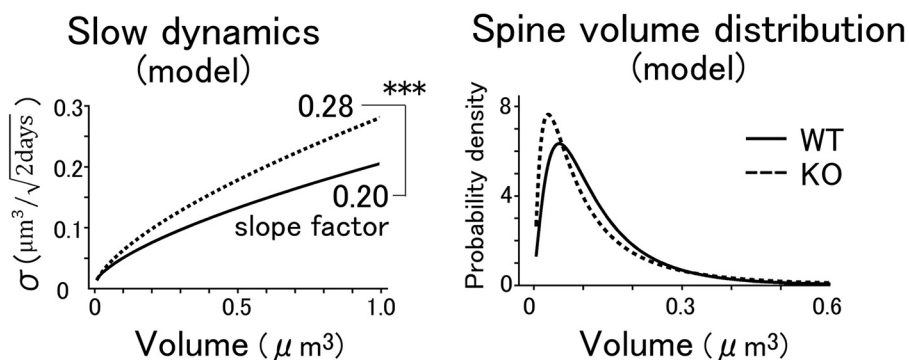 Slow dynamics
(model)
σ (μm³/√2days)
0.3
0.2
0.1
0
0.28
***
0.20
slope factor
0
0.5
1.0
Volume (μm³)
Spine volume distribution
(model)
Probability density
8
4
0
WT
KO
0
0.3
0.6
Volume (μm³)